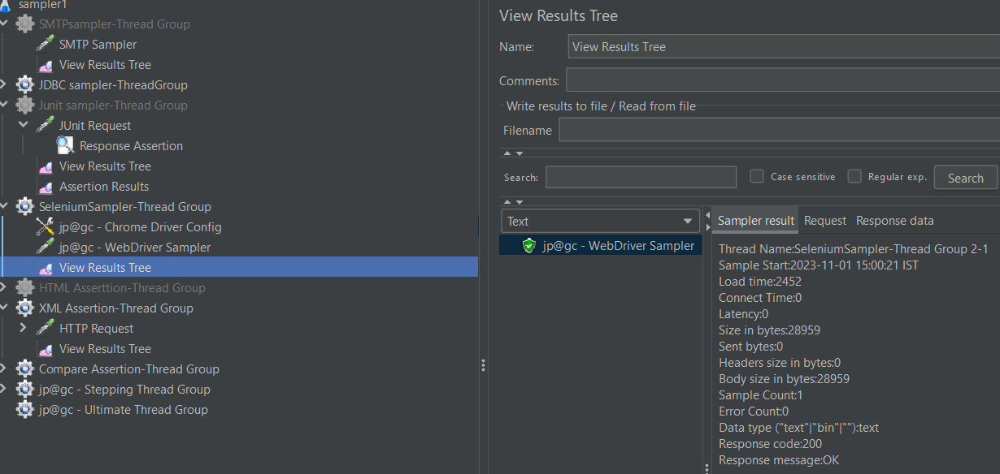 sampler1
SMTPsampler-Thread Group
SMTP Sampler
View Results Tree
JDBC sampler-ThreadGroup
Junit sampler-Thread Group
JUnit Request
Response Assertion
View Results Tree
Assertion Results
SeleniumSampler-Thread Group
jp@gc - Chrome Driver Config
jp@gc - WebDriver Sampler
View Results Tree
HTML Asserttion-Thread Group
XML Assertion-Thread Group
HTTP Request
View Results Tree
Compare Assertion-Thread Group
jp@gc - Stepping Thread Group
jp@gc - Ultimate Thread Group
View Results Tree
Name: View Results Tree
Comments:
Write results to file / Read from file
Filename
Search: Case sensitive Regular exp. Search
Text
jp@gc - WebDriver Sampler
Sampler result Request Response data
Thread Name:SeleniumSampler-Thread Group 2-1
Sample Start:2023-11-01 15:00:21 IST
Load time:2452
Connect Time:0
Latency:0
Size in bytes:28959
Sent bytes:0
Headers size in bytes:0
Body size in bytes:28959
Sample Count:1
Error Count:0
Data type ("text"|"bin"|""):text
Response code:200
Response message:OK